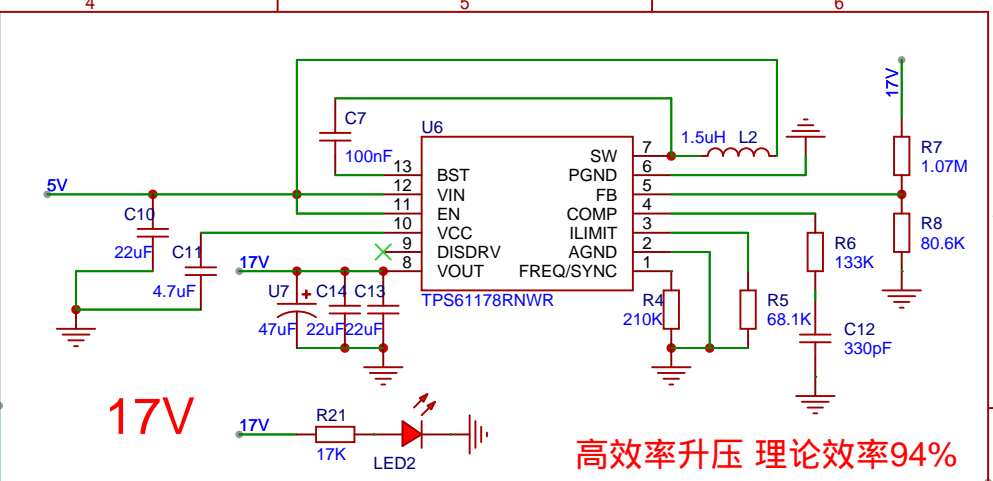 4 5 6
C7
100nF
U6
1.5uH L2
17V
R7
1.07M
5V
13 BST SW 7
12 VIN PGND 6
11 EN FB 5
10 VCC COMP 4
9 DISDRV ILIMIT 3
8 VOUT AGND 2
FREQ/SYNC 1
TPS61178RNWR
C10
22uF
C11
4.7uF
17V
U7 + C14 C13
47uF 22uF 22uF
R4
210K
R5
68.1K
R6
133K
R8
80.6K
C12
330pF
17V
17V
R21
17K
LED2
高效率升压 理论效率94%